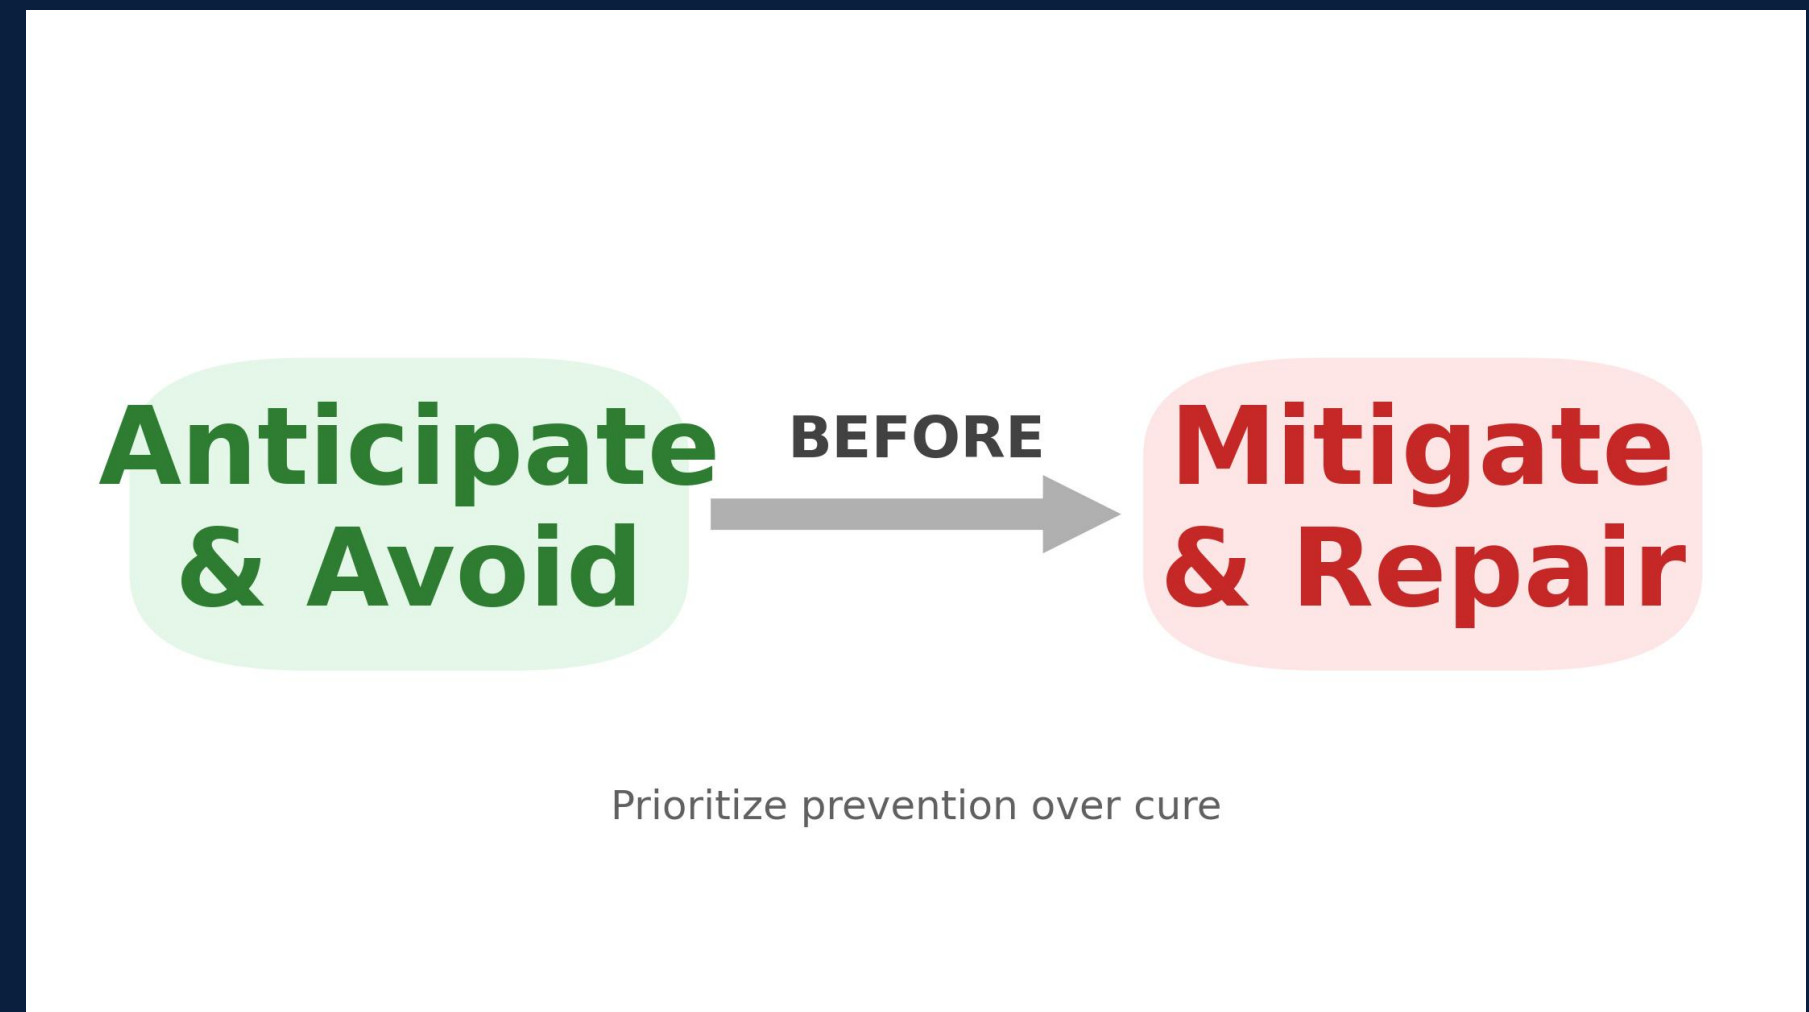 Anticipate
& Avoid
BEFORE
Mitigate
& Repair
Prioritize prevention over cure